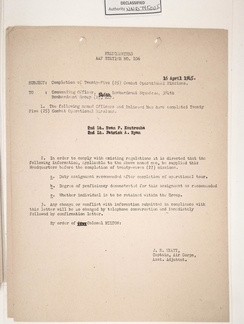 DECLASSIFIED
Authority
HEADQUARTERS
AAF STATION NO. 106
16 April 1945.
SUBJECT: Completion of Twenty-Five (25) Combat Operational Missions.
TO : Commanding Officer, Bombardment Squadron, 384th
Bombardment Group (H).
1. The following named Officers and Enlisted Men have completed Twenty
Five (25) Combat Operational Missions.
2nd Lt.
2nd Lt. Patrick A. Ryan
2. In order to comply with existing regulations it is directed that the
following information, applicable to the above named men, be supplied this
Headquarters before the completion of twenty-seven (27) missions.
a. Duty assignment recommended after completion of operational tour.
b. Degree of proficiency demonstrated for this assignment so recommended
c. Whether individual is to be retained within the Group.
3. Any change or conflict with information submitted in compliance with
this letter will be so changed by telephone conversation and immediately
followed by confirmation letter.
By order of Colonel MILTON:
Captain, Air Corps,
Asst. Adjutant.